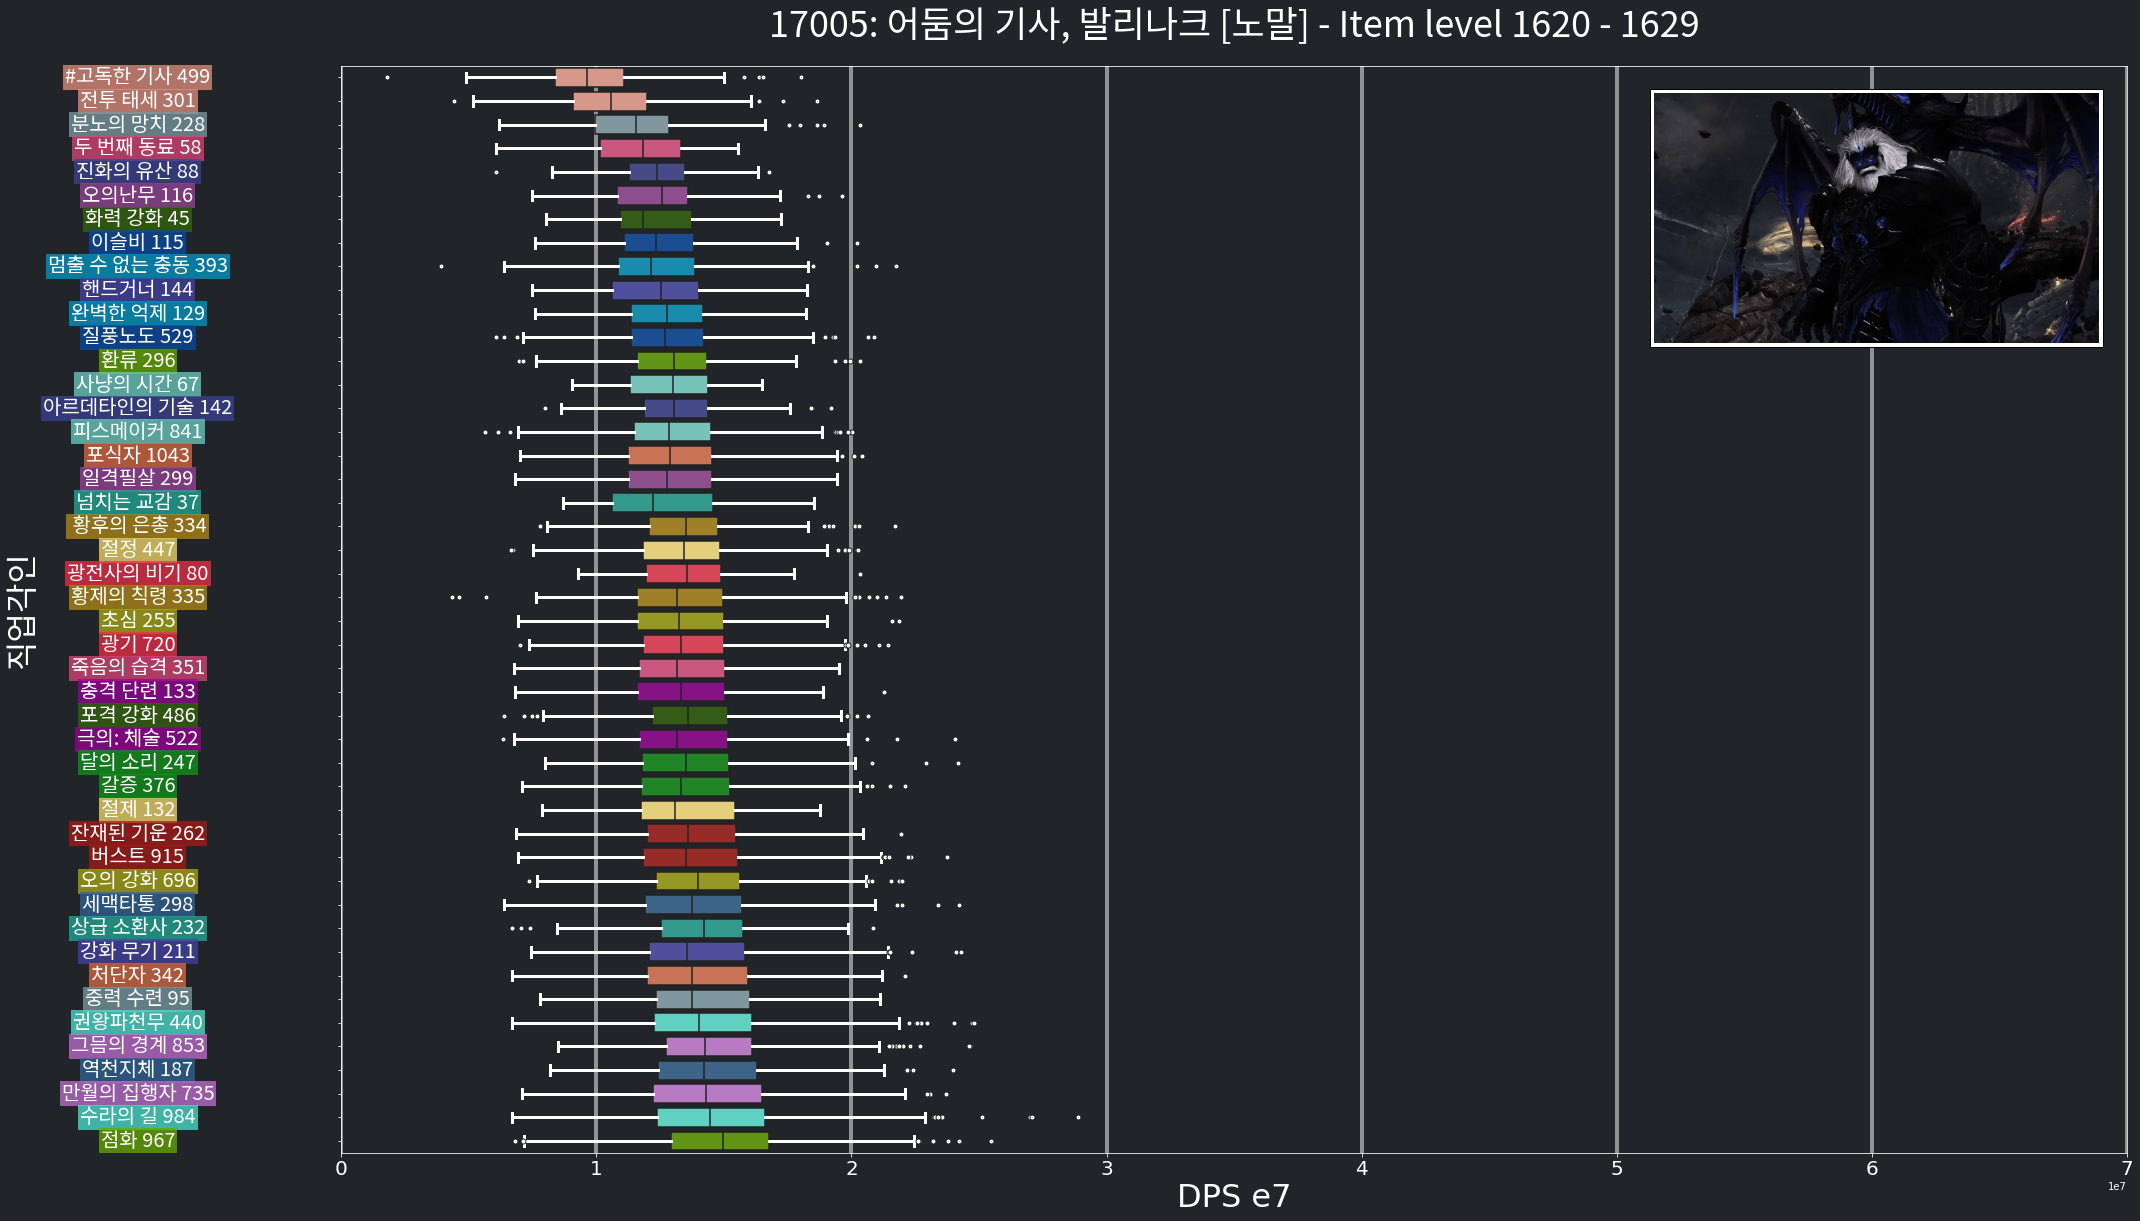 17005: 어둠의 기사, 발리나크 [노말] - Item level 1620 - 1629
직업각인
#고독한 기사 499
전투 태세 301
분노의 망치 228
두 번째 동료 58
진화의 유산 88
오의난무 116
화력 강화 45
이슬비 115
멈출 수 없는 충동 393
핸드거너 144
완벽한 억제 129
질풍노도 529
환류 296
사냥의 시간 67
아르데타인의 기술 142
피스메이커 841
포식자 1043
일격필살 299
넘치는 교감 37
황후의 은총 334
절정 447
광전사의 비기 80
황제의 칙령 335
초심 255
광기 720
죽음의 습격 351
충격 단련 133
포격 강화 486
극의: 체술 522
달의 소리 247
갈증 376
절제 132
잔재된 기운 262
버스트 915
오의 강화 696
세맥타통 298
상급 소환사 232
강화 무기 211
처단자 342
중력 수련 95
권왕파천무 440
그믐의 경계 853
역천지체 187
만월의 집행자 735
수라의 길 984
점화 967
0 1 2 3 4 5 6 7
1e7
DPS e7